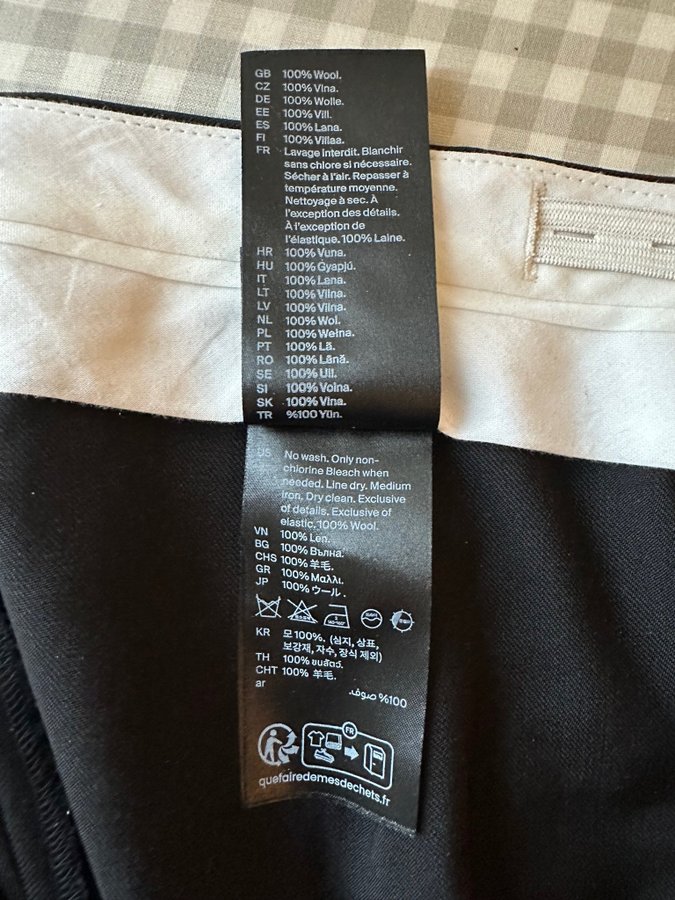 GB 100% Wool.
CZ 100% Vlna.
DE 100% Wolle.
EE 100% Vill.
ES 100% Lana.
FI 100% Villaa.
FR Lavage interdit. Blanchir
sans chlore si nécessaire.
Sécher à l'air. Repasser à
température moyenne.
Nettoyage à sec. À
l'exception des détails.
À l'exception de
l'élastique. 100% Laine.
HR 100% Vuna.
HU 100% Gyapjú.
IT 100% Lana.
LT 100% Vilna.
LV 100% Vilna.
NL 100% Wol.
PL 100% Wełna.
PT 100% Lã.
RO 100% Lână.
SE 100% Ull.
SI 100% Volna.
SK 100% Vlna.
TR %100 Yün.
US No wash. Only non-
chlorine Bleach when
needed. Line dry. Medium
iron. Dry clean. Exclusive
of details. Exclusive of
elastic. 100% Wool.
VN 100% Len.
BG 100% Вълна.
CHS 100% 羊毛.
GR 100% Μαλλι.
JP 100% ウール .
KR 모 100%. (심지, 상표,
보강재, 자수, 장식 제외)
TH 100% ขนสัตว์.
CHT 100% 羊毛.
ar
%100 صوف.
FR
quefairedemesdechets.fr